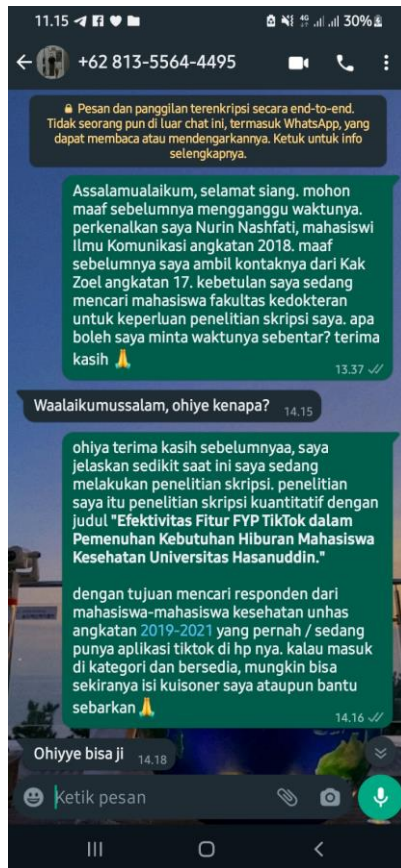 11.15 30%
+62 813-5564-4495
Pesan dan panggilan terenkripsi secara end-to-end.
Tidak seorang pun di luar chat ini, termasuk WhatsApp, yang
dapat membaca atau mendengarkannya. Ketuk untuk info
selengkapnya.
Assalamualaikum, selamat siang. mohon
maaf sebelumnya mengganggu waktunya.
perkenalkan saya Nurin Nashfati, mahasiswi
Ilmu Komunikasi angkatan 2018. maaf
sebelumnya saya ambil kontaknya dari Kak
Zoel angkatan 17. kebetulan saya sedang
mencari mahasiswa fakultas kedokteran
untuk keperluan penelitian skripsi saya. apa
boleh saya minta waktunya sebentar? terima
kasih 🙏
13.37
Waalaikumussalam, ohiye kenapa? 14.15
ohiya terima kasih sebelumnyaa, saya
jelaskan sedikit saat ini saya sedang
melakukan penelitian skripsi. penelitian
saya itu penelitian skripsi kuantitatif dengan
judul "Efektivitas Fitur FYP TikTok dalam
Pemenuhan Kebutuhan Hiburan Mahasiswa
Kesehatan Universitas Hasanuddin."
dengan tujuan mencari responden dari
mahasiswa-mahasiswa kesehatan unhas
angkatan 2019-2021 yang pernah / sedang
punya aplikasi tiktok di hp nya. kalau masuk
di kategori dan bersedia, mungkin bisa
sekiranya isi kuisoner saya ataupun bantu
sebarkan 🙏
14.16
Ohiyye bisa ji 14.18
Ketik pesan